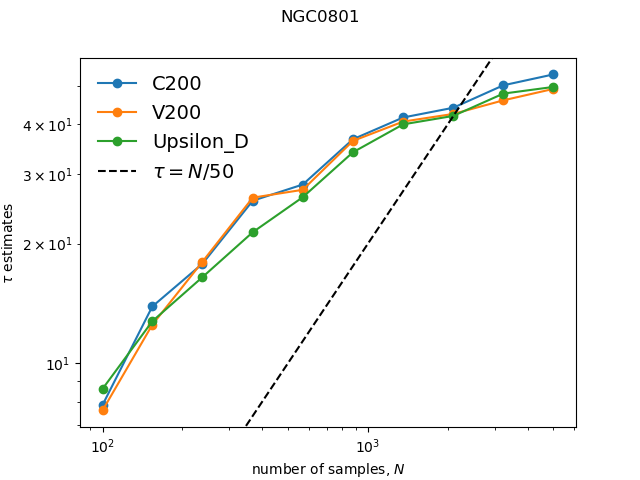 NGC0801
C200
V200
Upsilon_D
τ = N/50
4 × 10¹
3 × 10¹
2 × 10¹
10¹
τ estimates
10²
10³
number of samples, N